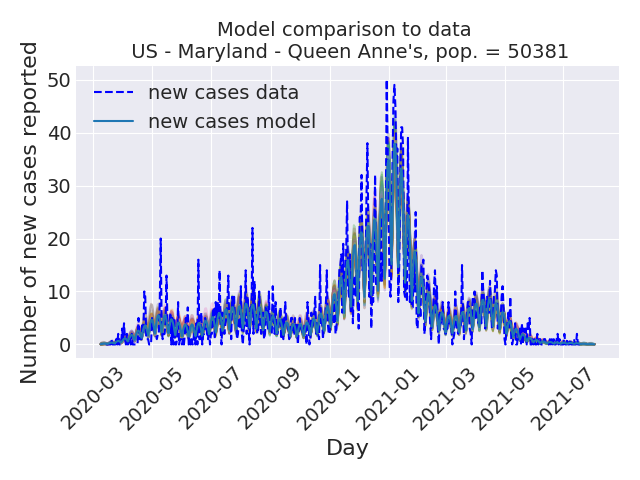 Model comparison to data
US - Maryland - Queen Anne's, pop. = 50381
Number of new cases reported
50
40
30
20
10
0
new cases data
new cases model
2020-03
2020-05
2020-07
2020-09
2020-11
2021-01
2021-03
2021-05
2021-07
Day